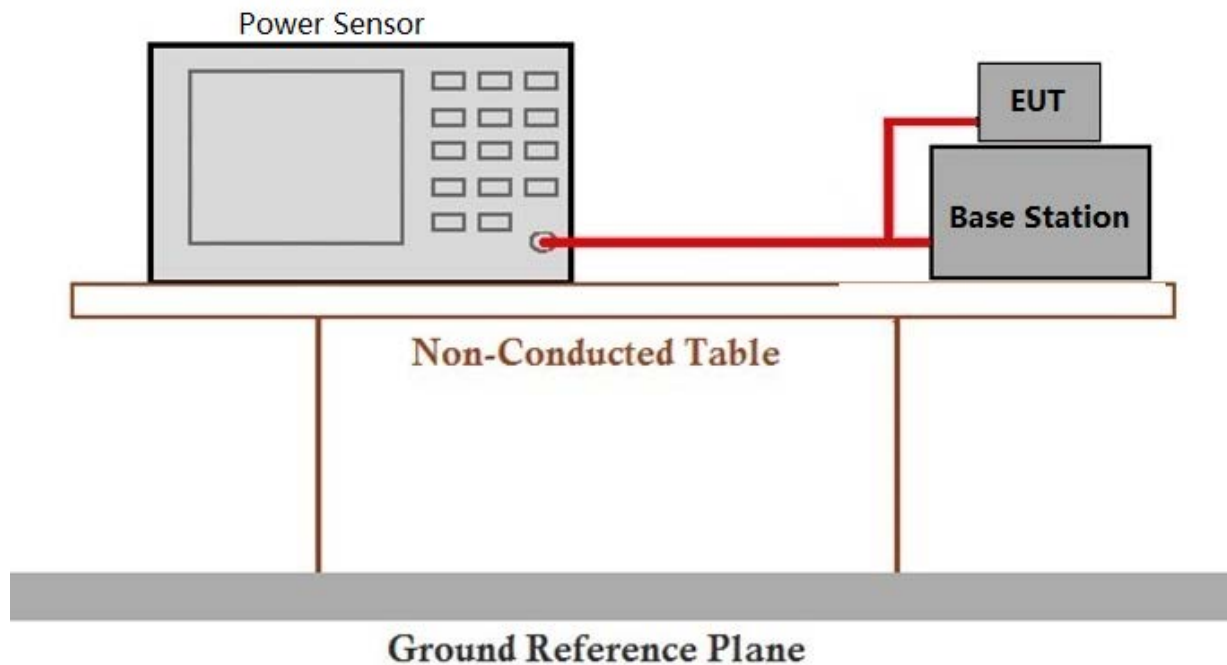 Power Sensor
EUT
Base Station
Non-Conducted Table
Ground Reference Plane